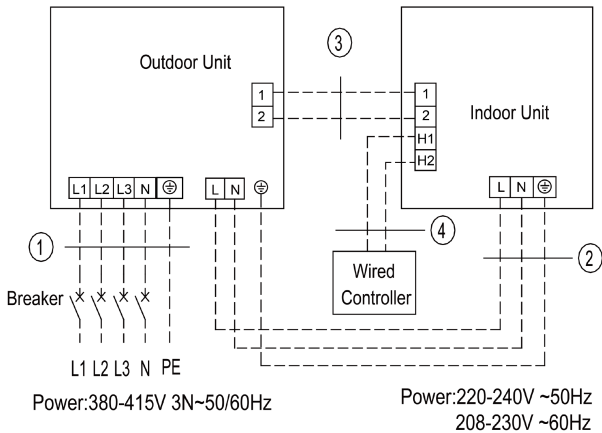 Outdoor Unit
1
2
L1 L2 L3 N
L N
3
Indoor Unit
1
2
H1
H2
L N
1
Breaker
L1 L2 L3 N PE
Power:380-415V 3N~50/60Hz
4
Wired
Controller
2
Power:220-240V ~50Hz
208-230V ~60Hz